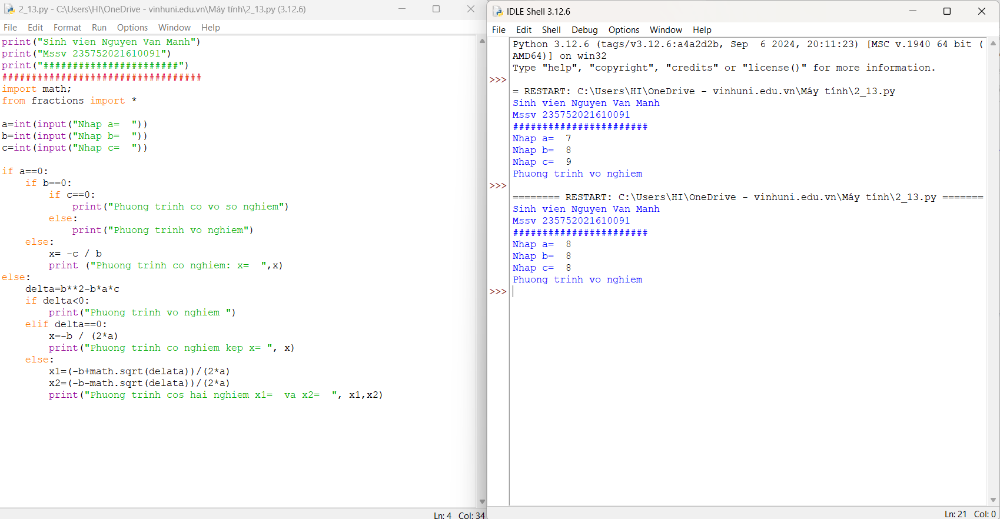 2_13.py - C:\Users\HI\OneDrive - vinhuni.edu.vn\Máy tính\2_13.py (3.12.6)
File Edit Format Run Options Window Help
print("Sinh vien Nguyen Van Manh")
print("Mssv 235752021610091")
print("#######################")
##################################
import math;
from fractions import *
a=int(input("Nhap a=  "))
b=int(input("Nhap b=  "))
c=int(input("Nhap c=  "))
if a==0:
    if b==0:
        if c==0:
            print("Phuong trinh co vo so nghiem")
        else:
            print("Phuong trinh vo nghiem")
    else:
        x= -c / b
        print ("Phuong trinh co nghiem: x=  ",x)
else:
    delta=b**2-b*a*c
    if delta<0:
        print("Phuong trinh vo nghiem ")
    elif delta==0:
        x=-b / (2*a)
        print("Phuong trinh co nghiem kep x= ", x)
    else:
        x1=(-b+math.sqrt(delata))/(2*a)
        x2=(-b-math.sqrt(delata))/(2*a)
        print("Phuong trinh cos hai nghiem x1=  va x2=  ", x1,x2)
Ln: 4 Col: 34
IDLE Shell 3.12.6
File Edit Shell Debug Options Window Help
Python 3.12.6 (tags/v3.12.6:a4a2d2b, Sep  6 2024, 20:11:23) [MSC v.1940 64 bit (
AMD64)] on win32
Type "help", "copyright", "credits" or "license()" for more information.
>>>
= RESTART: C:\Users\HI\OneDrive - vinhuni.edu.vn\Máy tính\2_13.py
Sinh vien Nguyen Van Manh
Mssv 235752021610091
#######################
Nhap a=  7
Nhap b=  8
Nhap c=  9
Phuong trinh vo nghiem
>>>
======== RESTART: C:\Users\HI\OneDrive - vinhuni.edu.vn\Máy tính\2_13.py =======
Sinh vien Nguyen Van Manh
Mssv 235752021610091
#######################
Nhap a=  8
Nhap b=  8
Nhap c=  8
Phuong trinh vo nghiem
>>>
Ln: 21 Col: 0